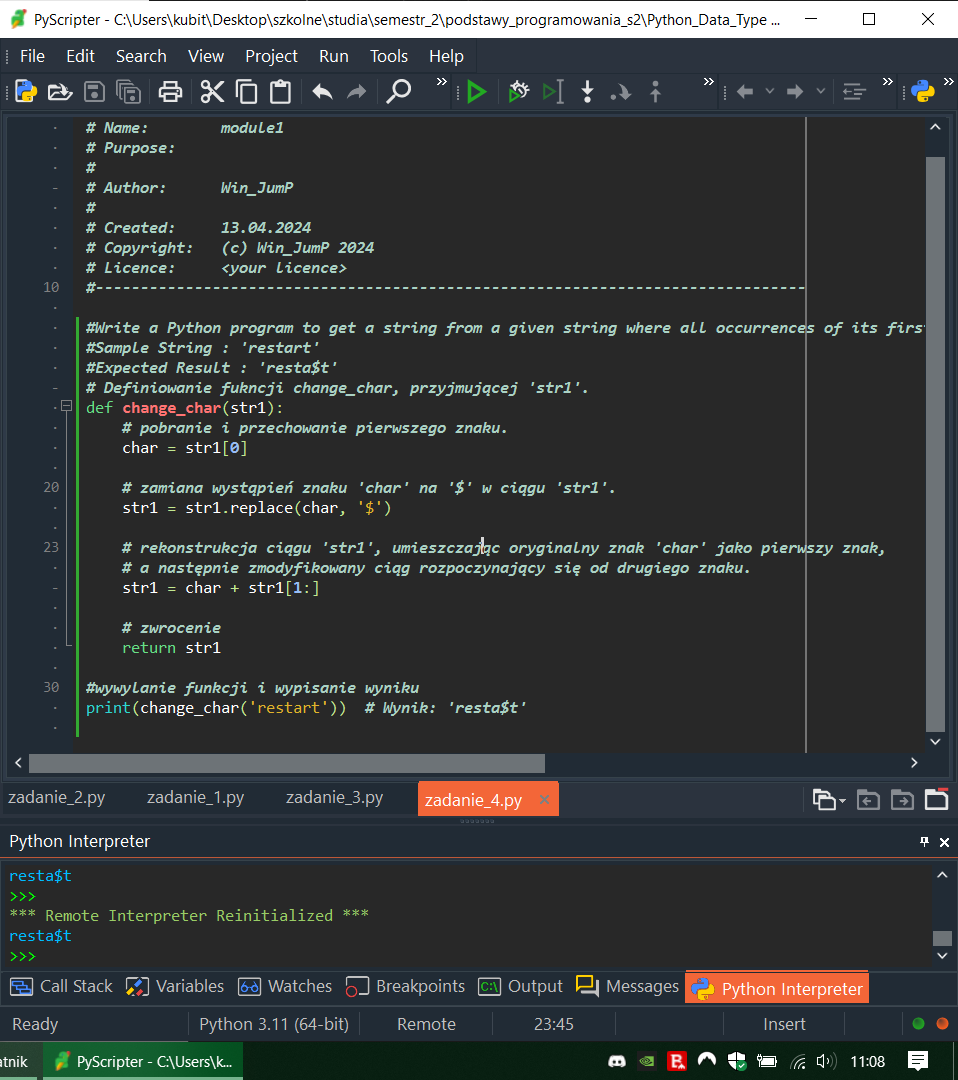 PyScripter - C:\Users\kubit\Desktop\szkolne\studia\semestr_2\podstawy_programowania_s2\Python_Data_Type ...
File Edit Search View Project Run Tools Help
# Name: module1
# Purpose:
#
# Author: Win_JumP
#
# Created: 13.04.2024
# Copyright: (c) Win_JumP 2024
# Licence: <your licence>
10 #-------------------------------------------------------------------------------
#Write a Python program to get a string from a given string where all occurrences of its firs
#Sample String : 'restart'
#Expected Result : 'resta$t'
# Definiowanie fukncji change_char, przyjmującej 'str1'.
def change_char(str1):
# pobranie i przechowanie pierwszego znaku.
char = str1[0]
20 # zamiana wystąpień znaku 'char' na '$' w ciągu 'str1'.
str1 = str1.replace(char, '$')
23 # rekonstrukcja ciągu 'str1', umieszczając oryginalny znak 'char' jako pierwszy znak,
# a następnie zmodyfikowany ciąg rozpoczynający się od drugiego znaku.
str1 = char + str1[1:]
# zwrocenie
return str1
30 #wywylanie funkcji i wypisanie wyniku
print(change_char('restart')) # Wynik: 'resta$t'
zadanie_2.py zadanie_1.py zadanie_3.py zadanie_4.py
Python Interpreter
resta$t
>>>
*** Remote Interpreter Reinitialized ***
resta$t
>>>
Call Stack Variables Watches Breakpoints Output Messages Python Interpreter
Ready Python 3.11 (64-bit) Remote 23:45 Insert
atnik PyScripter - C:\Users\k... 11:08